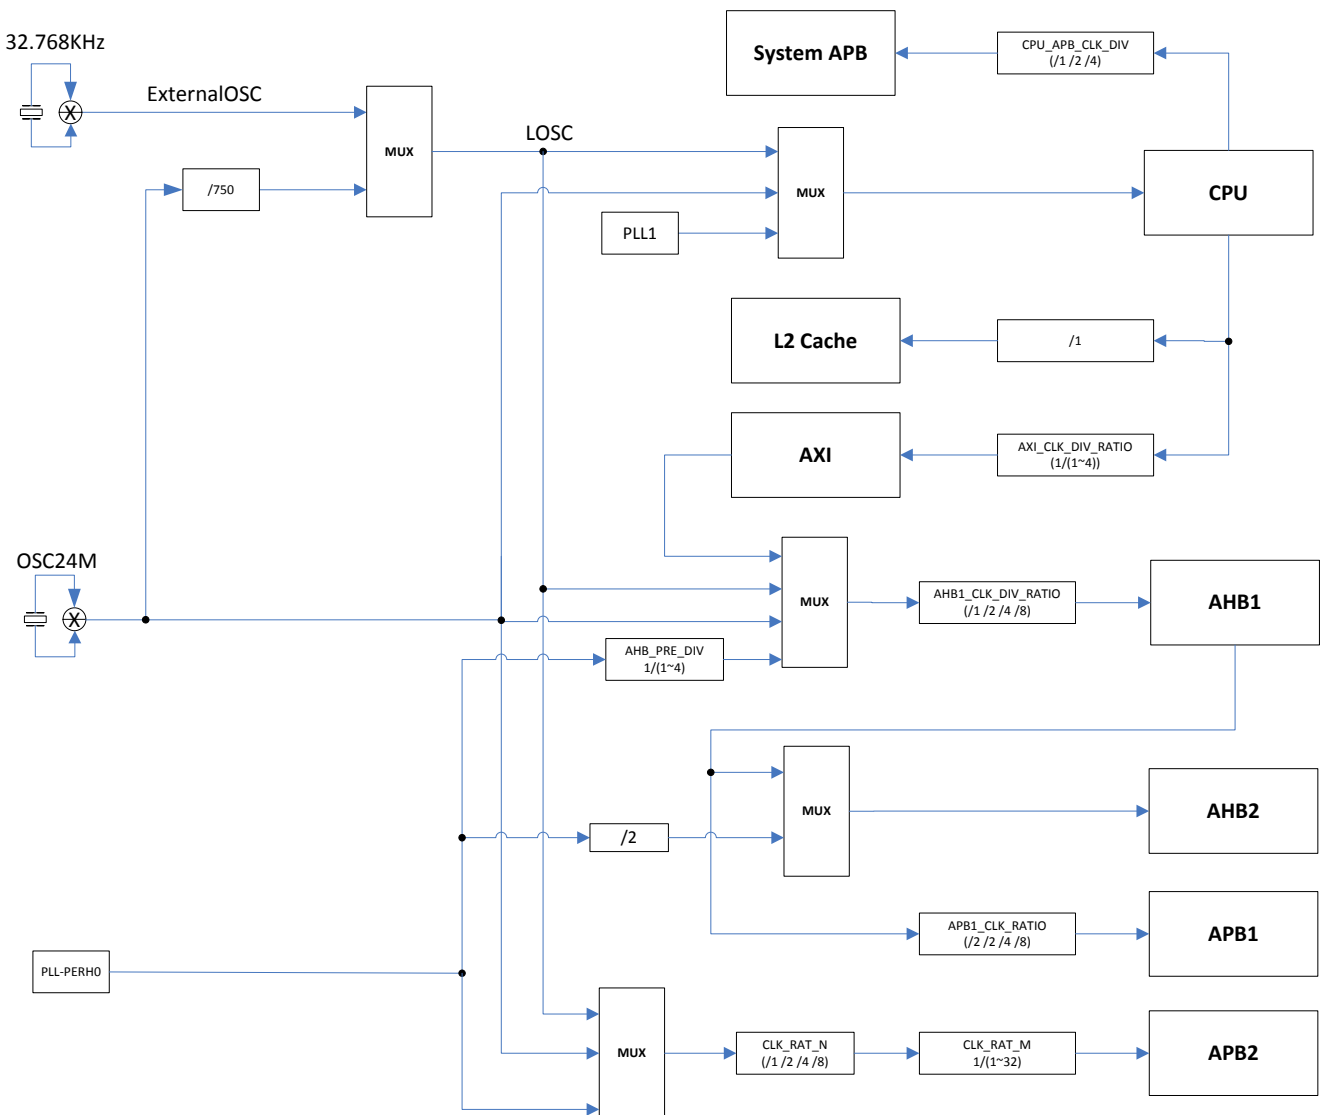 32.768KHz
ExternalOSC
MUX
/750
LOSC
MUX
PLL1
System APB
CPU_APB_CLK_DIV
(/1 /2 /4)
CPU
L2 Cache
/1
AXI
AXI_CLK_DIV_RATIO
(1/(1~4))
OSC24M
MUX
AHB_PRE_DIV
1/(1~4)
AHB1_CLK_DIV_RATIO
(/1 /2 /4 /8)
AHB1
MUX
/2
AHB2
APB1_CLK_RATIO
(/2 /2 /4 /8)
APB1
PLL-PERH0
MUX
CLK_RAT_N
(/1 /2 /4 /8)
CLK_RAT_M
1/(1~32)
APB2